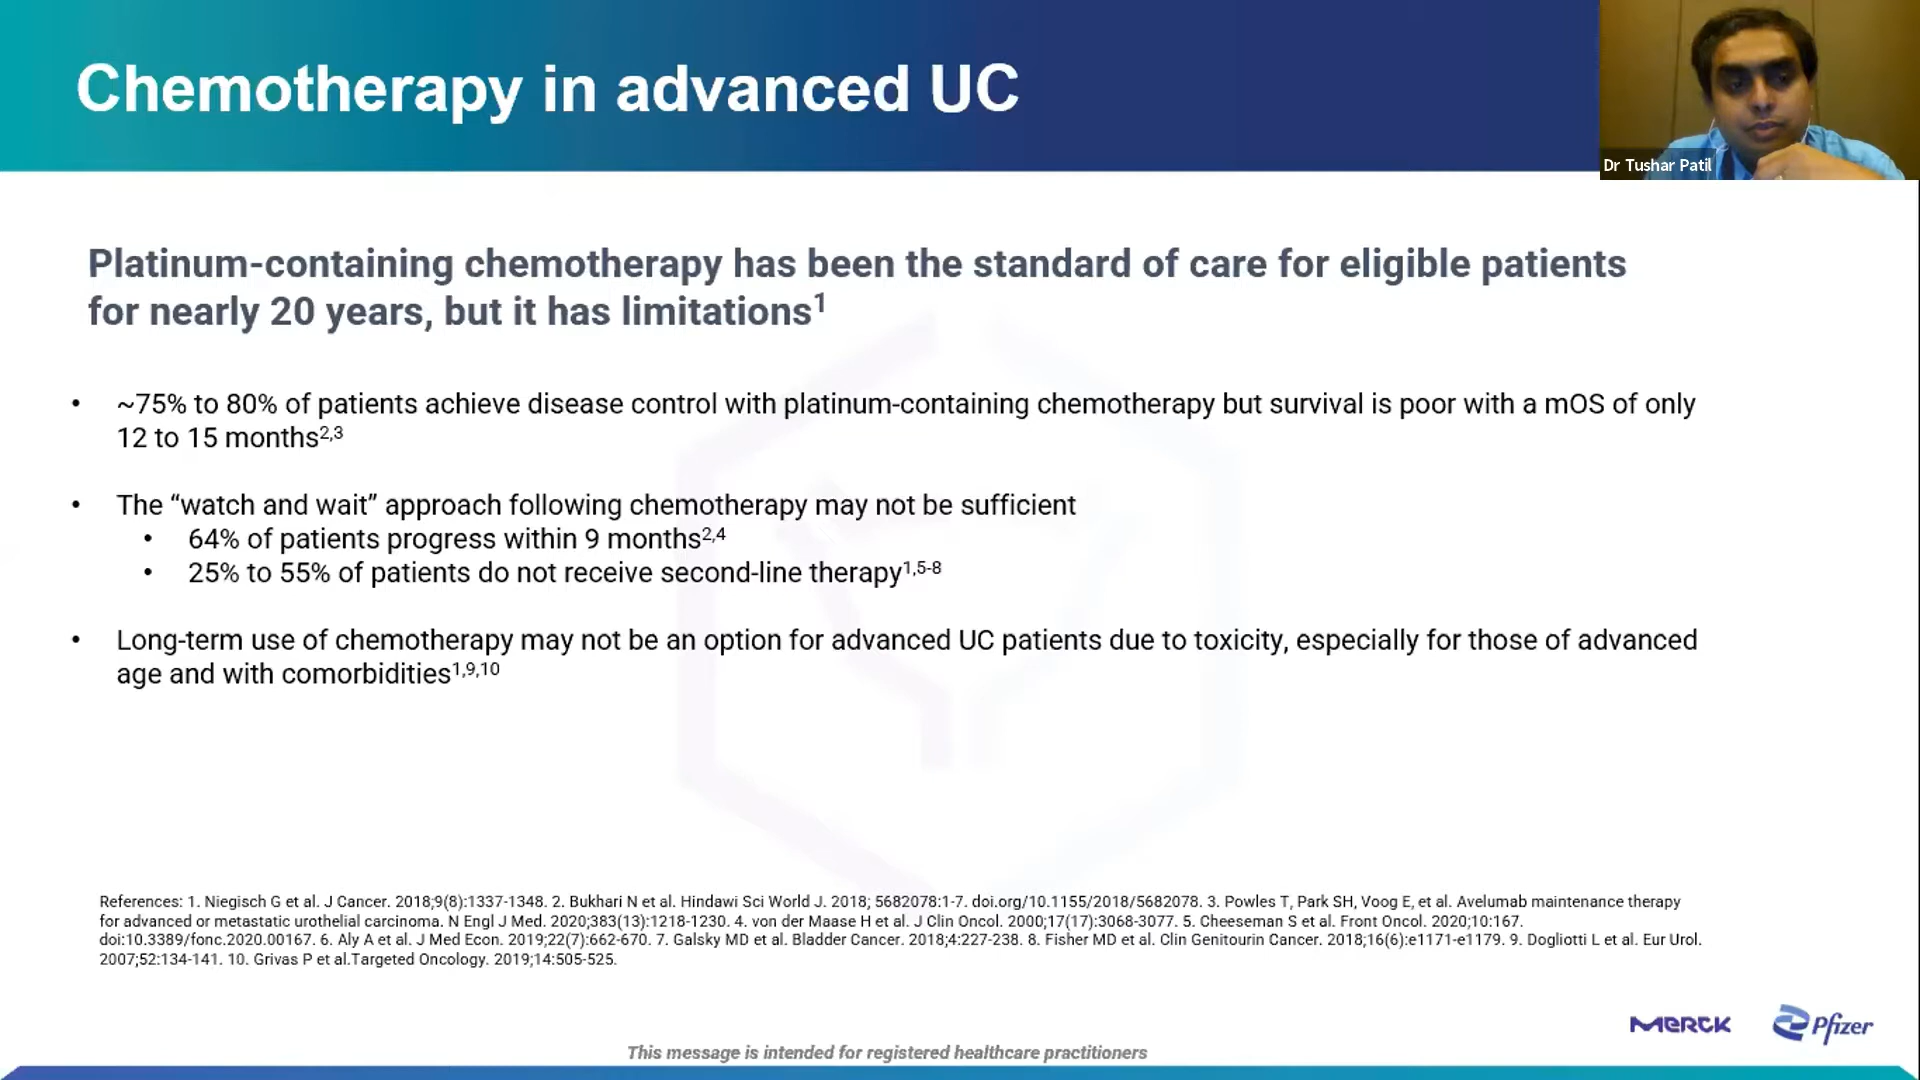 Chemotherapy in advanced UC
Dr Tushar Patil
Platinum-containing chemotherapy has been the standard of care for eligible patients
for nearly 20 years, but it has limitations1
• ~75% to 80% of patients achieve disease control with platinum-containing chemotherapy but survival is poor with a mOS of only
12 to 15 months2,3
• The “watch and wait” approach following chemotherapy may not be sufficient
• 64% of patients progress within 9 months2,4
• 25% to 55% of patients do not receive second-line therapy1,5-8
• Long-term use of chemotherapy may not be an option for advanced UC patients due to toxicity, especially for those of advanced
age and with comorbidities1,9,10
References: 1. Niegisch G et al. J Cancer. 2018;9(8):1337-1348. 2. Bukhari N et al. Hindawi Sci World J. 2018; 5682078:1-7. doi.org/10.1155/2018/5682078. 3. Powles T, Park SH, Voog E, et al. Avelumab maintenance therapy
for advanced or metastatic urothelial carcinoma. N Engl J Med. 2020;383(13):1218-1230. 4. von der Maase H et al. J Clin Oncol. 2000;17(17):3068-3077. 5. Cheeseman S et al. Front Oncol. 2020;10:167.
doi:10.3389/fonc.2020.00167. 6. Aly A et al. J Med Econ. 2019;22(7):662-670. 7. Galsky MD et al. Bladder Cancer. 2018;4:227-238. 8. Fisher MD et al. Clin Genitourin Cancer. 2018;16(6):e1171-e1179. 9. Dogliotti L et al. Eur Urol.
2007;52:134-141. 10. Grivas P et al.Targeted Oncology. 2019;14:505-525.
MERCK
Pfizer
This message is intended for registered healthcare practitioners